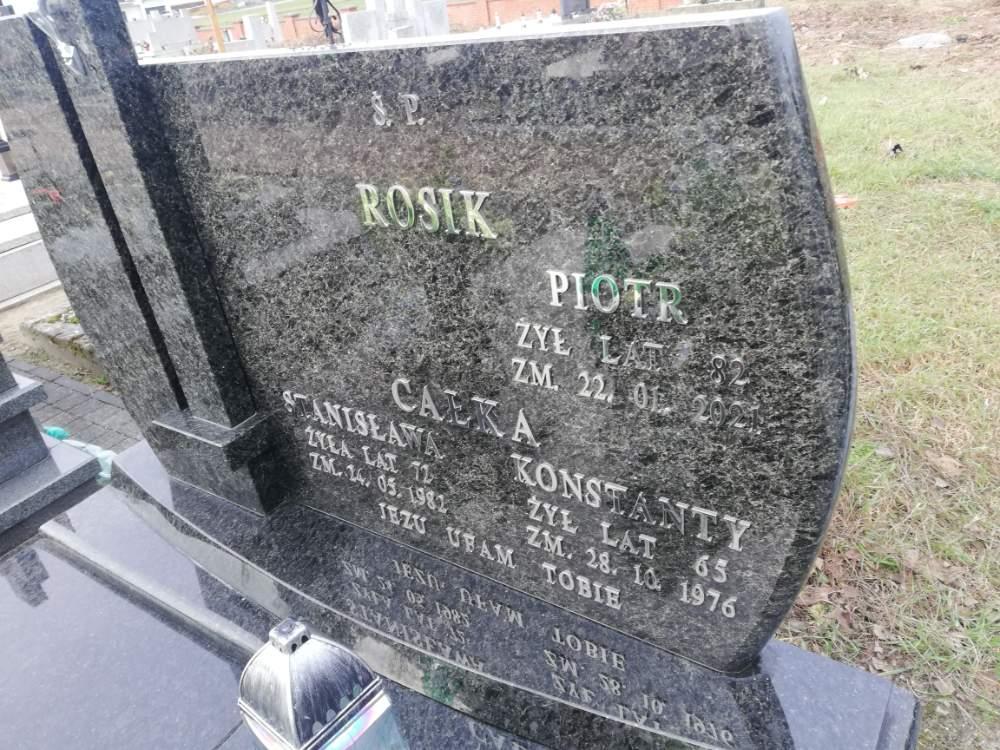 Ś. P.
ROSIK
PIOTR
ŻYŁ LAT 82
ZM. 22. 01. 2021.
CAŁKA
STANISŁAWA
ŻYŁA LAT 72
ZM. 24. 05. 1982
KONSTANTY
ŻYŁ LAT 65
ZM. 28. 10. 1976
JEZU UFAM TOBIE